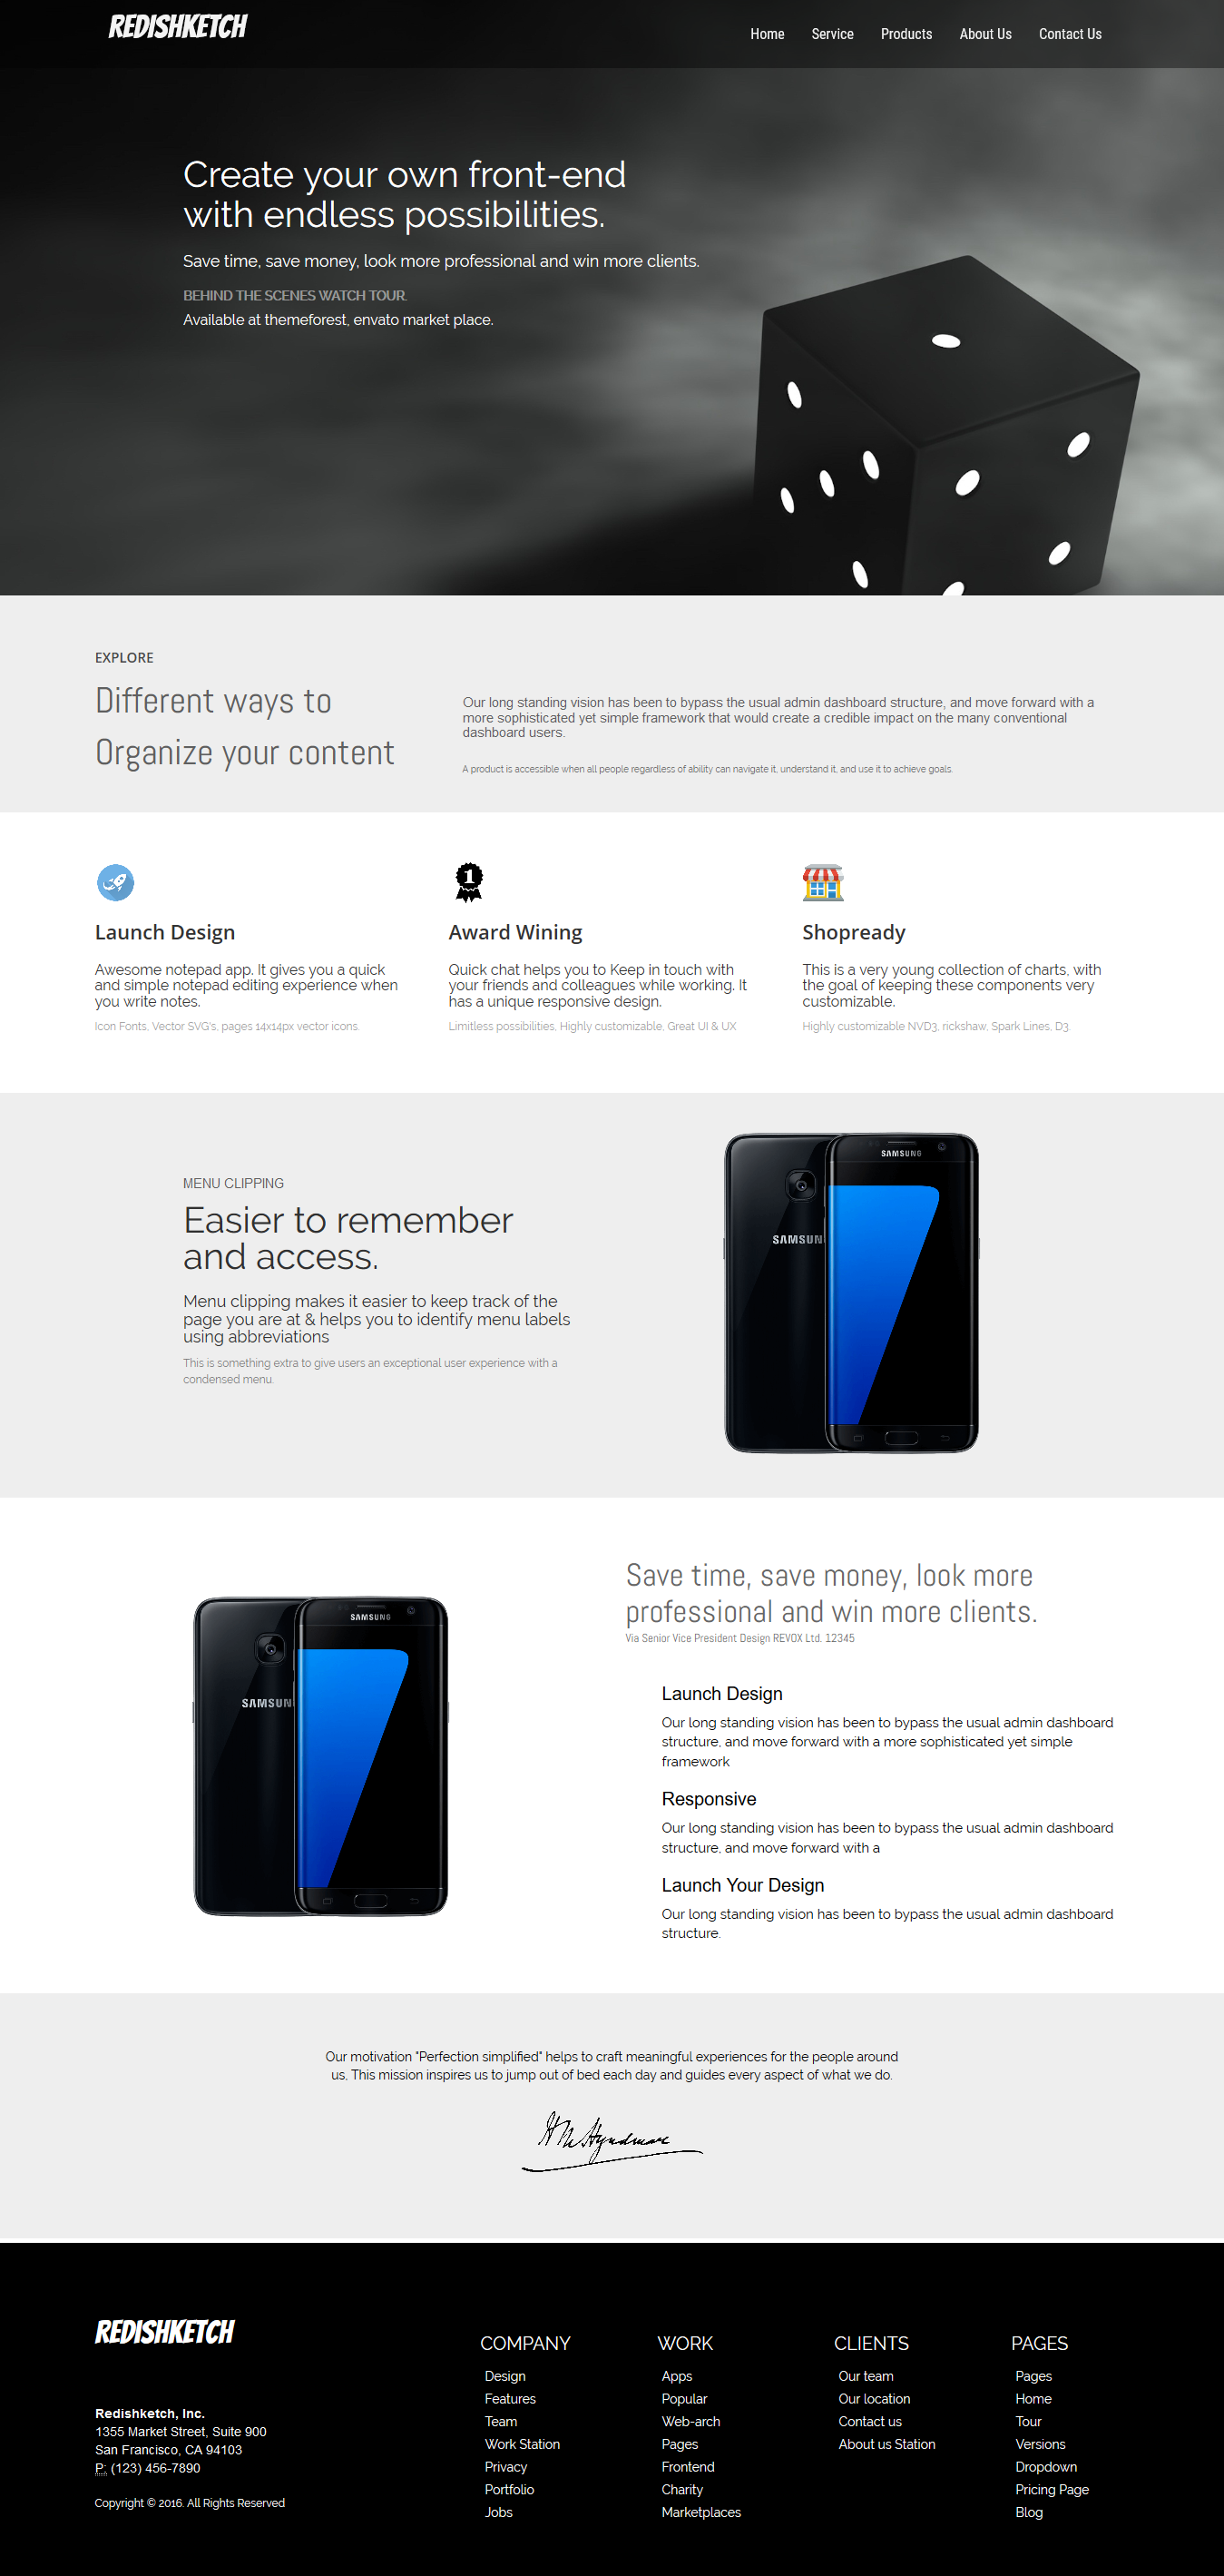 REDISHKETCH
Home Service Products About Us Contact Us
Create your own front-end
with endless possibilities.
Save time, save money, look more professional and win more clients.
BEHIND THE SCENES WATCH TOUR.
Available at themeforest, envato market place.
EXPLORE
Different ways to
Organize your content
Our long standing vision has been to bypass the usual admin dashboard structure, and move forward with a
more sophisticated yet simple framework that would create a credible impact on the many conventional
dashboard users.
A product is accessible when all people regardless of ability can navigate it, understand it, and use it to achieve goals.
1
Launch Design
Awesome notepad app. It gives you a quick
and simple notepad editing experience when
you write notes.
Icon Fonts, Vector SVG's, pages 14x14px vector icons.
Award Wining
Quick chat helps you to Keep in touch with
your friends and colleagues while working. It
has a unique responsive design.
Limitless possibilities, Highly customizable, Great UI & UX
Shopready
This is a very young collection of charts, with
the goal of keeping these components very
customizable.
Highly customizable NVD3, rickshaw, Spark Lines, D3
MENU CLIPPING
Easier to remember
and access.
Menu clipping makes it easier to keep track of the
page you are at & helps you to identify menu labels
using abbreviations
This is something extra to give users an exceptional user experience with a
condensed menu.
SAMSUNG
SAMSUN
Save time, save money, look more
professional and win more clients.
Via Senior Vice President Design REVOX Ltd. 12345
SAMSUNG
SAMSUN
Launch Design
Our long standing vision has been to bypass the usual admin dashboard
structure, and move forward with a more sophisticated yet simple
framework
Responsive
Our long standing vision has been to bypass the usual admin dashboard
structure, and move forward with a
Launch Your Design
Our long standing vision has been to bypass the usual admin dashboard
structure.
Our motivation "Perfection simplified" helps to craft meaningful experiences for the people around
us, This mission inspires us to jump out of bed each day and guides every aspect of what we do.
REDISHKETCH
Redishketch, Inc.
1355 Market Street, Suite 900
San Francisco, CA 94103
P: (123) 456-7890
Copyright © 2016. All Rights Reserved
COMPANY
Design
Features
Team
Work Station
Privacy
Portfolio
Jobs
WORK
Apps
Popular
Web-arch
Pages
Frontend
Charity
Marketplaces
CLIENTS
Our team
Our location
Contact us
About us Station
PAGES
Pages
Home
Tour
Versions
Dropdown
Pricing Page
Blog